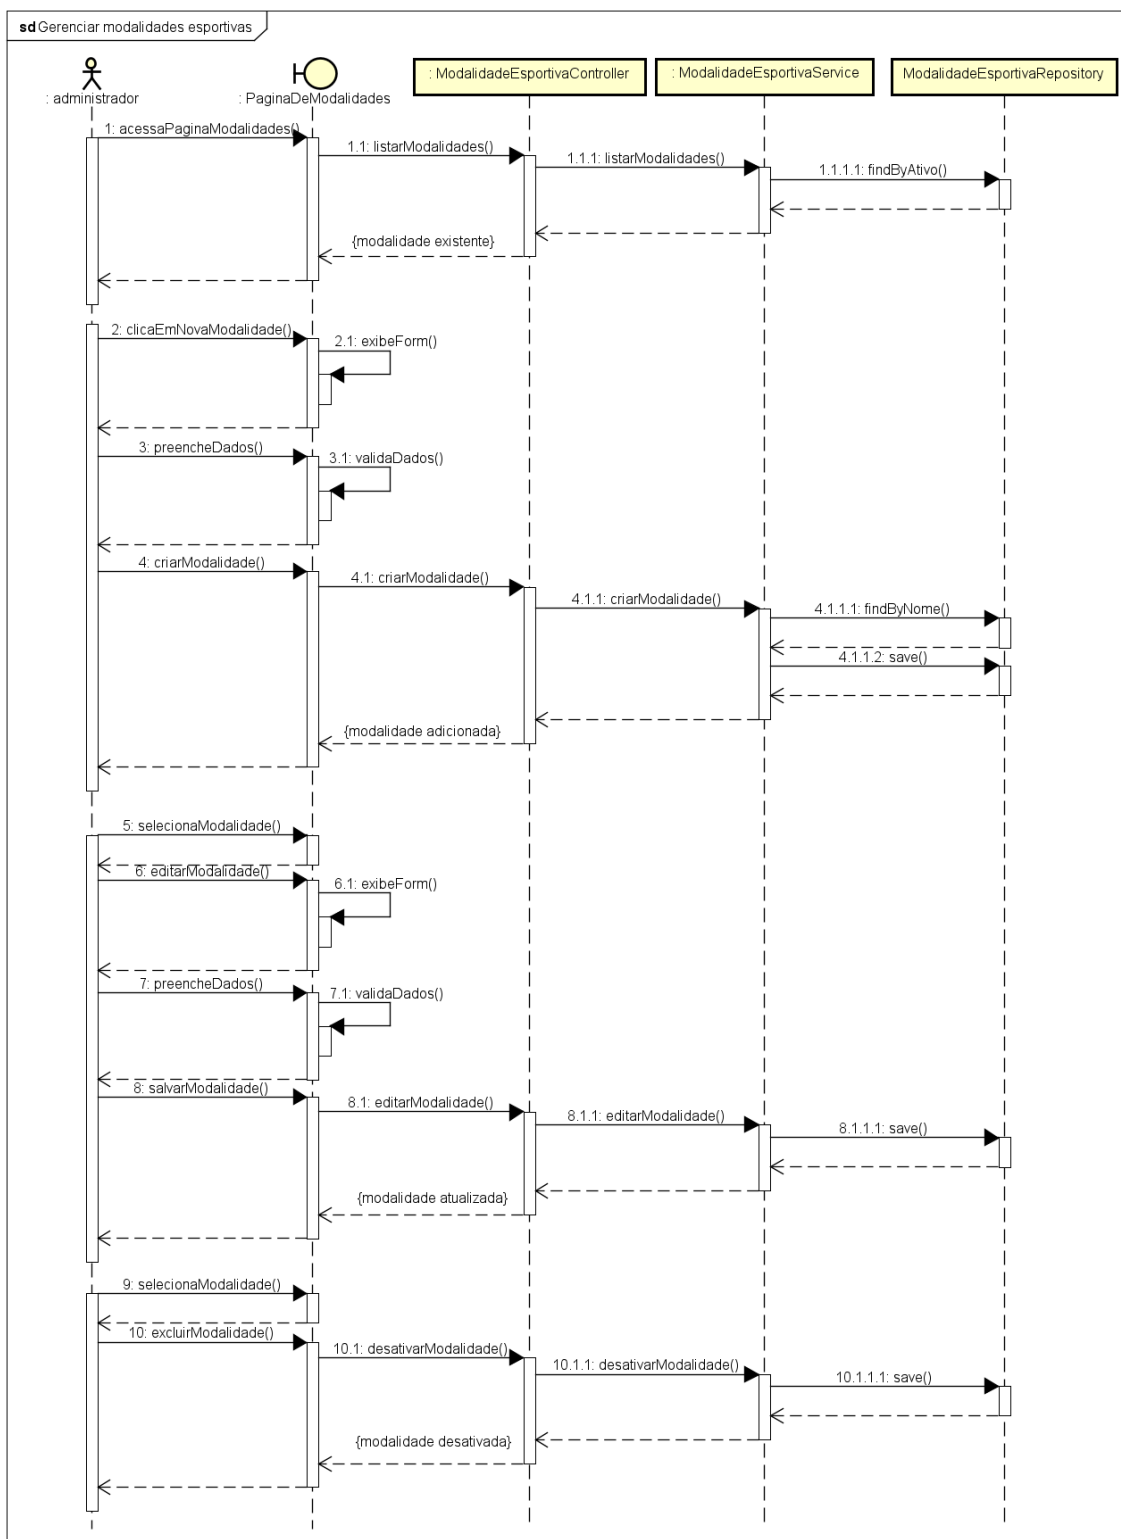 sd Gerenciar modalidades esportivas
: administrador
: PaginaDeModalidades
: ModalidadeEsportivaController
: ModalidadeEsportivaService
ModalidadeEsportivaRepository
1: acessaPaginaModalidades()
1.1: listarModalidades()
1.1.1: listarModalidades()
1.1.1.1: findByAtivo()
{modalidade existente}
2: clicaEmNovaModalidade()
2.1: exibeForm()
3: preencheDados()
3.1: validaDados()
4: criarModalidade()
4.1: criarModalidade()
4.1.1: criarModalidade()
4.1.1.1: findByNome()
4.1.1.2: save()
{modalidade adicionada}
5: selecionaModalidade()
6: editarModalidade()
6.1: exibeForm()
7: preencheDados()
7.1: validaDados()
8: salvarModalidade()
8.1: editarModalidade()
8.1.1: editarModalidade()
8.1.1.1: save()
{modalidade atualizada}
9: selecionaModalidade()
10: excluirModalidade()
10.1: desativarModalidade()
10.1.1: desativarModalidade()
10.1.1.1: save()
{modalidade desativada}